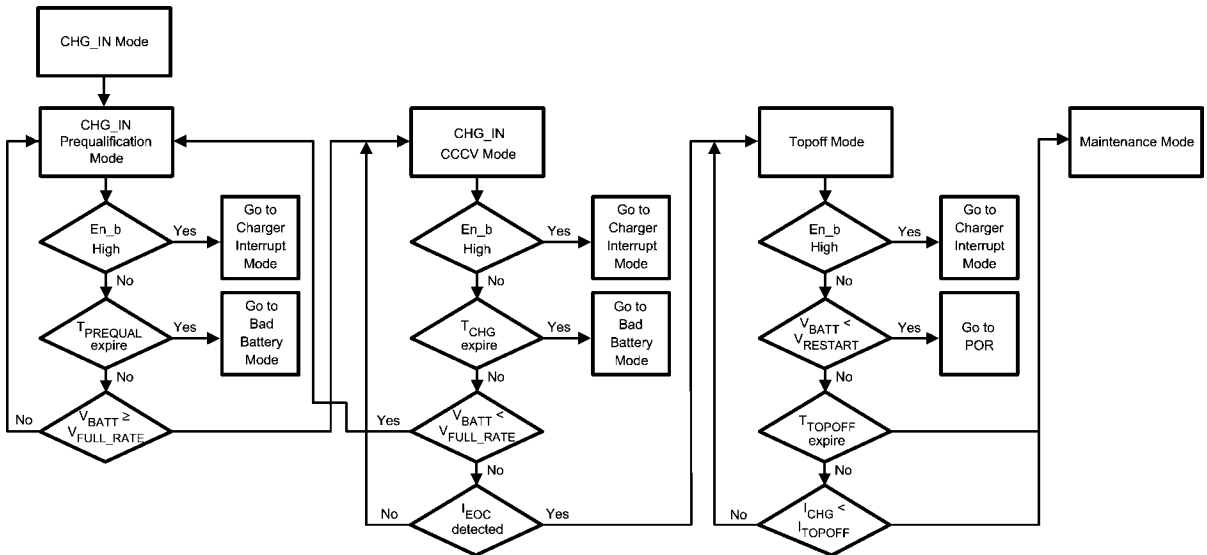 CHG_IN Mode
CHG_IN
Prequalification
Mode
En_b
High
Yes
Go to
Charger
Interrupt
Mode
No
TPREQUAL
expire
Yes
Go to
Bad
Battery
Mode
No
VBATT ≥
VFULL_RATE
No
CHG_IN
CCCV Mode
En_b
High
Yes
Go to
Charger
Interrupt
Mode
No
TCHG
expire
Yes
Go to
Bad
Battery
Mode
No
VBATT <
VFULL_RATE
Yes
No
IEOC
detected
No
Yes
Topoff Mode
En_b
High
Yes
Go to
Charger
Interrupt
Mode
No
VBATT <
VRESTART
Yes
Go to
POR
No
TTOPOFF
expire
No
ICHG <
ITOPOFF
No
Maintenance Mode